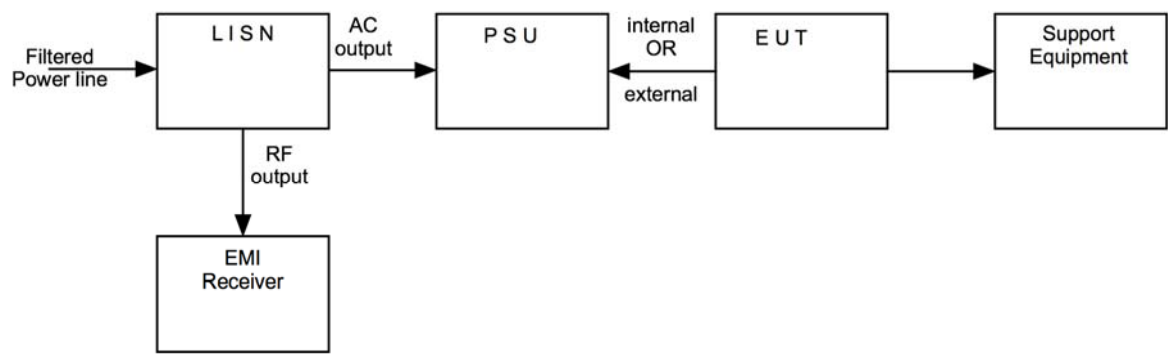 Filtered
Power line
L I S N
AC
output
P S U
internal
OR
external
E U T
Support
Equipment
RF
output
EMI
Receiver